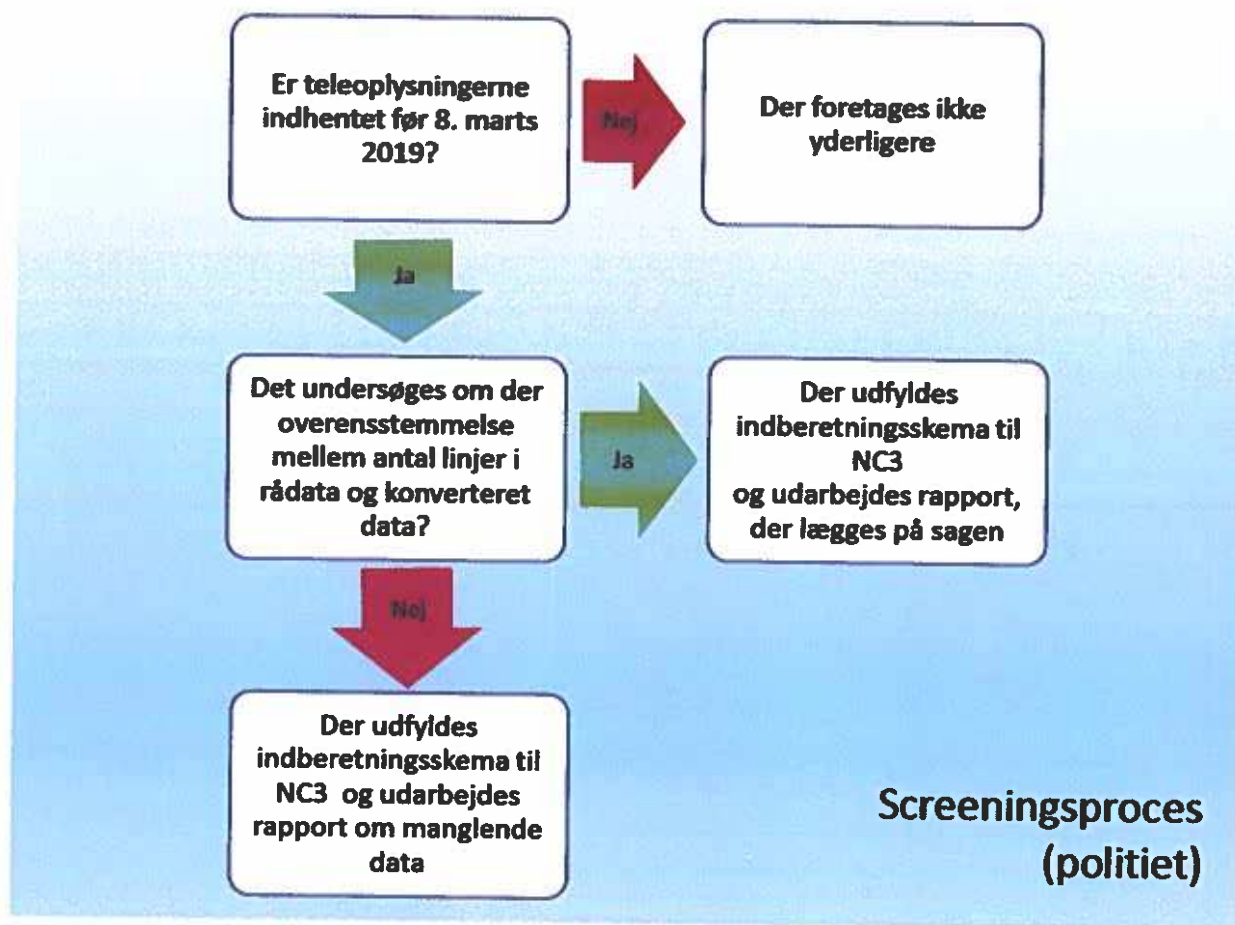 Er teleoplysningerne
indhentet før 8. marts
2019?
Nej
Der foretages ikke
yderligere
Ja
Det undersøges om der
overensstemmelse
mellem antal linjer i
rådata og konverteret
data?
Ja
Der udfyldes
indberetningsskema til
NC3
og udarbejdes rapport,
der lægges på sagen
Nej
Der udfyldes
indberetningsskema til
NC3 og udarbejdes
rapport om manglende
data
Screeningsproces
(politiet)